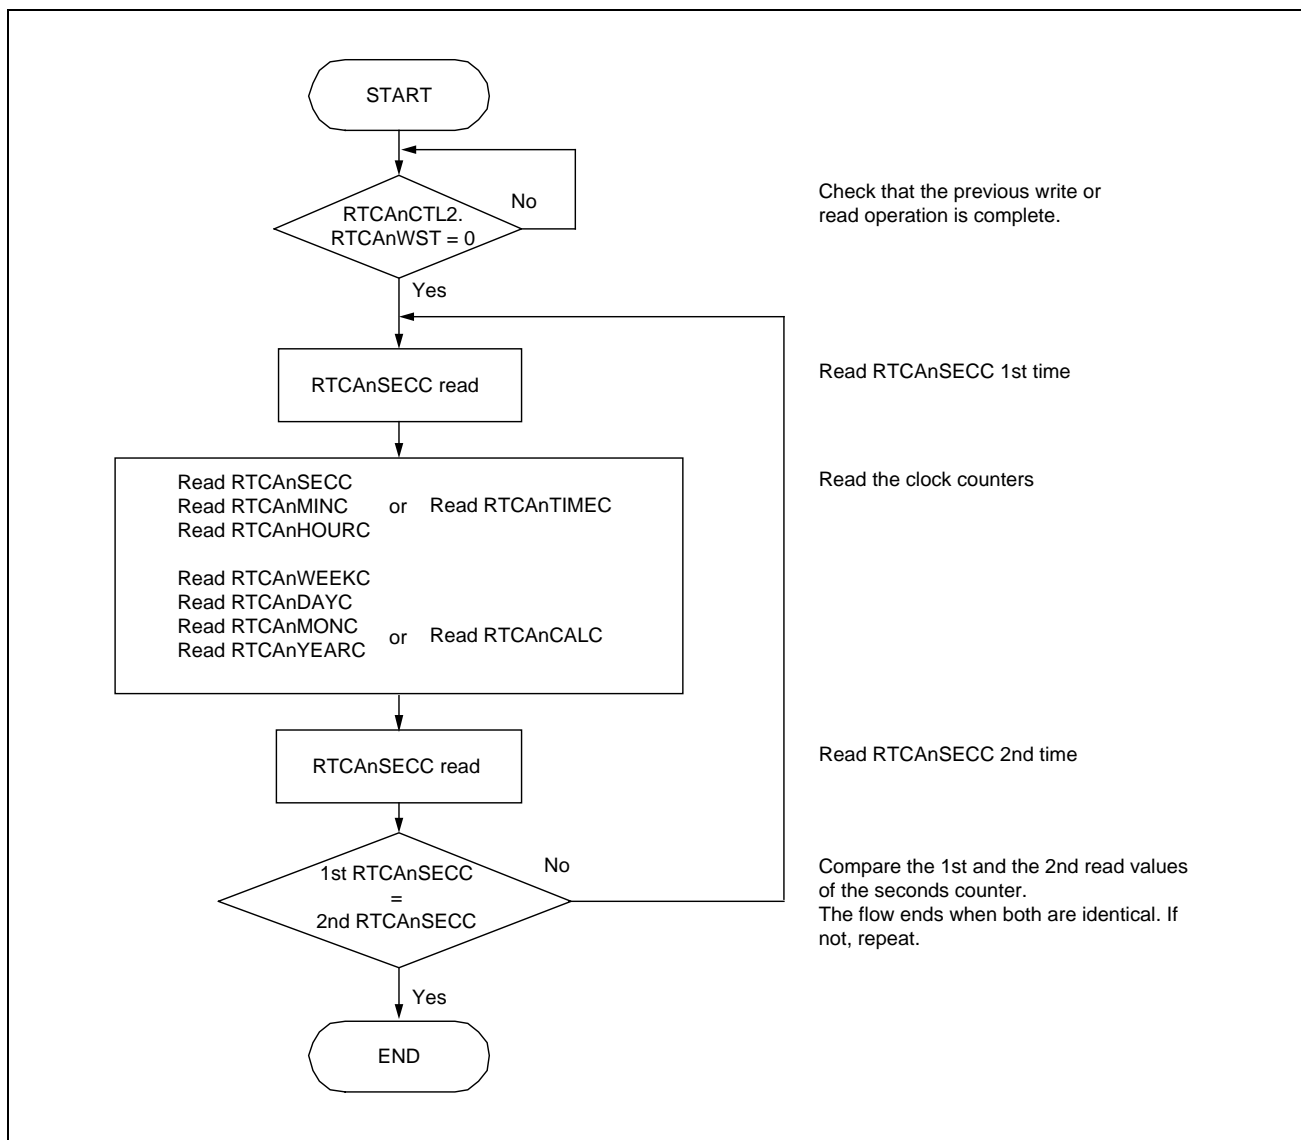 START
No
RTCAnCTL2.
RTCAnWST = 0
Check that the previous write or
read operation is complete.
Yes
RTCAnSECC read
Read RTCAnSECC 1st time
Read RTCAnSECC
Read RTCAnMINC or Read RTCAnTIMEC
Read RTCAnHOURC
Read the clock counters
Read RTCAnWEEKC
Read RTCAnDAYC
Read RTCAnMONC or Read RTCAnCALC
Read RTCAnYEARC
RTCAnSECC read
Read RTCAnSECC 2nd time
1st RTCAnSECC
=
2nd RTCAnSECC
No
Compare the 1st and the 2nd read values
of the seconds counter.
The flow ends when both are identical. If
not, repeat.
Yes
END